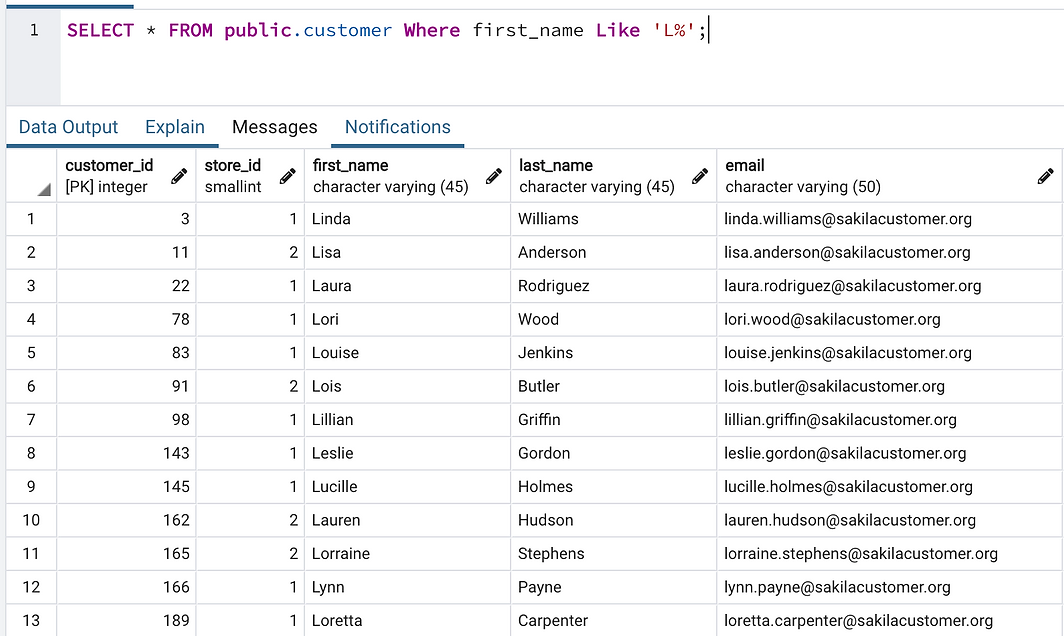 1 SELECT * FROM public.customer Where first_name Like 'L%';
Data Output Explain Messages Notifications
customer_id store_id first_name last_name email
[PK] integer smallint character varying (45) character varying (45) character varying (50)
1 3 1 Linda Williams linda.williams@sakilacustomer.org
2 11 2 Lisa Anderson lisa.anderson@sakilacustomer.org
3 22 1 Laura Rodriguez laura.rodriguez@sakilacustomer.org
4 78 1 Lori Wood lori.wood@sakilacustomer.org
5 83 1 Louise Jenkins louise.jenkins@sakilacustomer.org
6 91 2 Lois Butler lois.butler@sakilacustomer.org
7 98 1 Lillian Griffin lillian.griffin@sakilacustomer.org
8 143 1 Leslie Gordon leslie.gordon@sakilacustomer.org
9 145 1 Lucille Holmes lucille.holmes@sakilacustomer.org
10 162 2 Lauren Hudson lauren.hudson@sakilacustomer.org
11 165 2 Lorraine Stephens lorraine.stephens@sakilacustomer.org
12 166 1 Lynn Payne lynn.payne@sakilacustomer.org
13 189 1 Loretta Carpenter loretta.carpenter@sakilacustomer.org